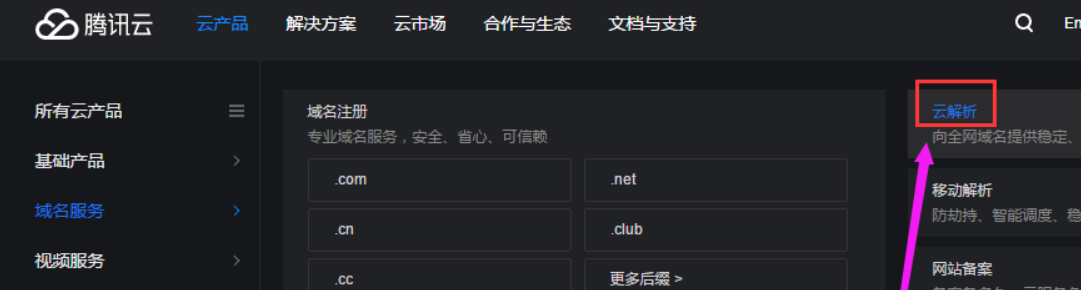 腾讯云 云产品 解决方案 云市场 合作与生态 文档与支持 En
所有云产品
基础产品
域名服务
视频服务
域名注册
专业域名服务，安全、省心、可信赖
.com .net
.cn .club
.cc 更多后缀 >
云解析
向全网域名提供稳定、
移动解析
防劫持、智能调度、稳
网站备案